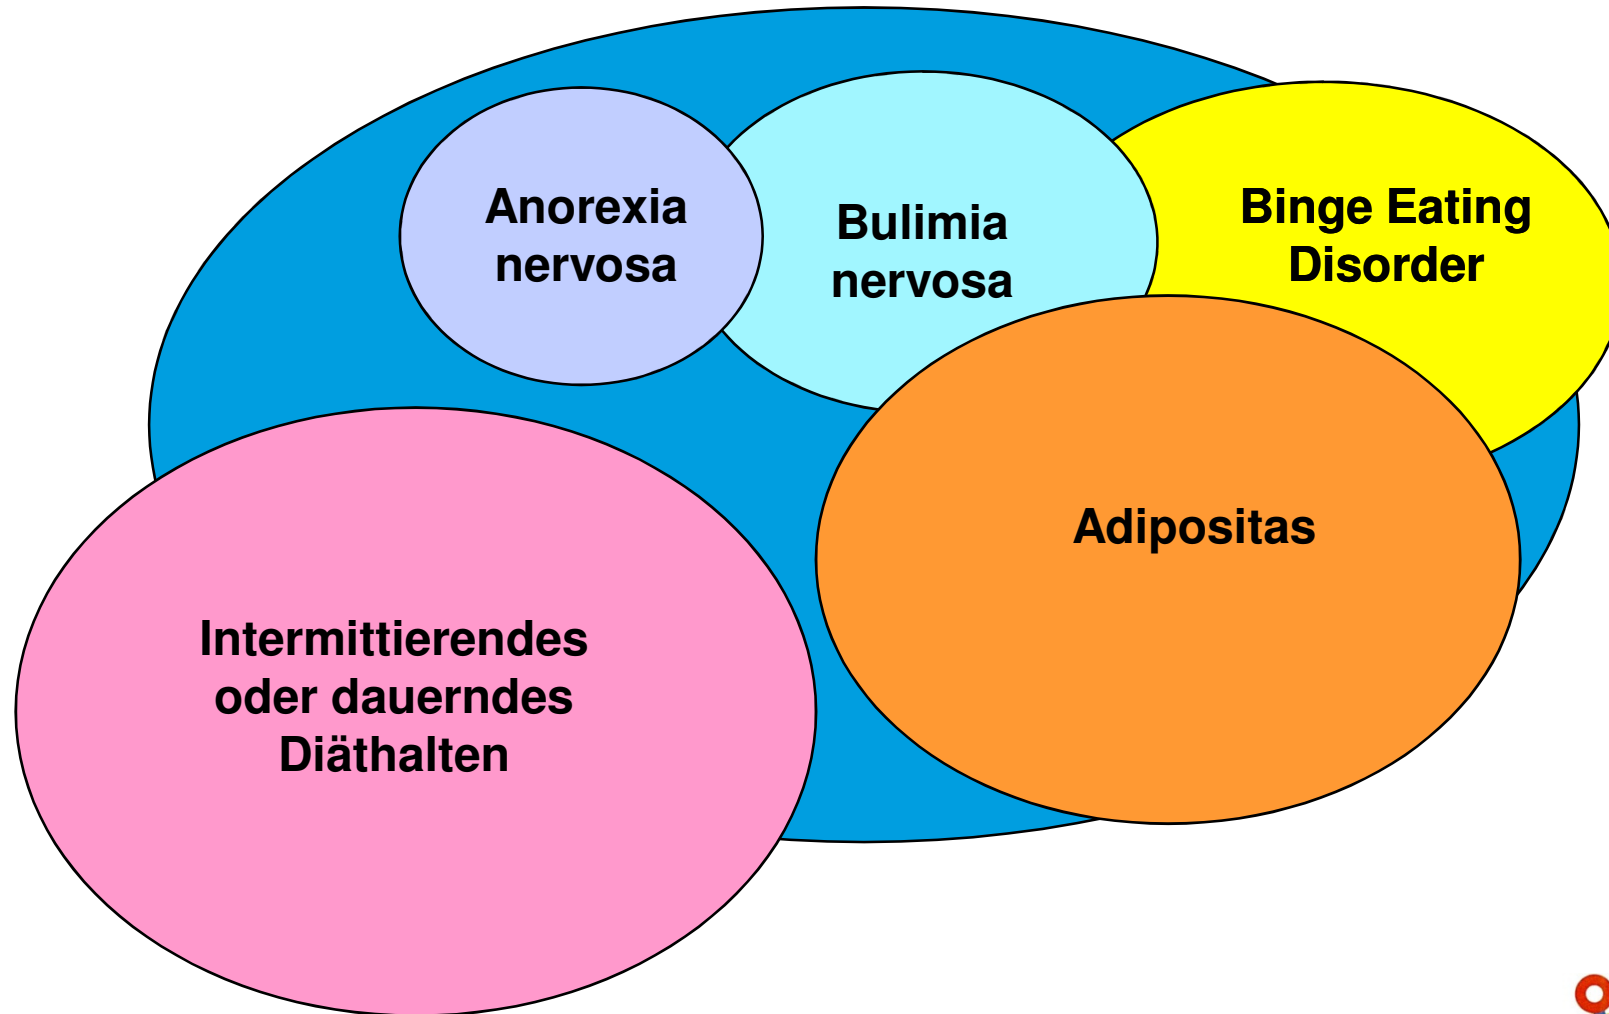 Anorexia
nervosa
Bulimia
nervosa
Binge Eating
Disorder
Adipositas
Intermittierendes
oder dauerndes
Diäthalten